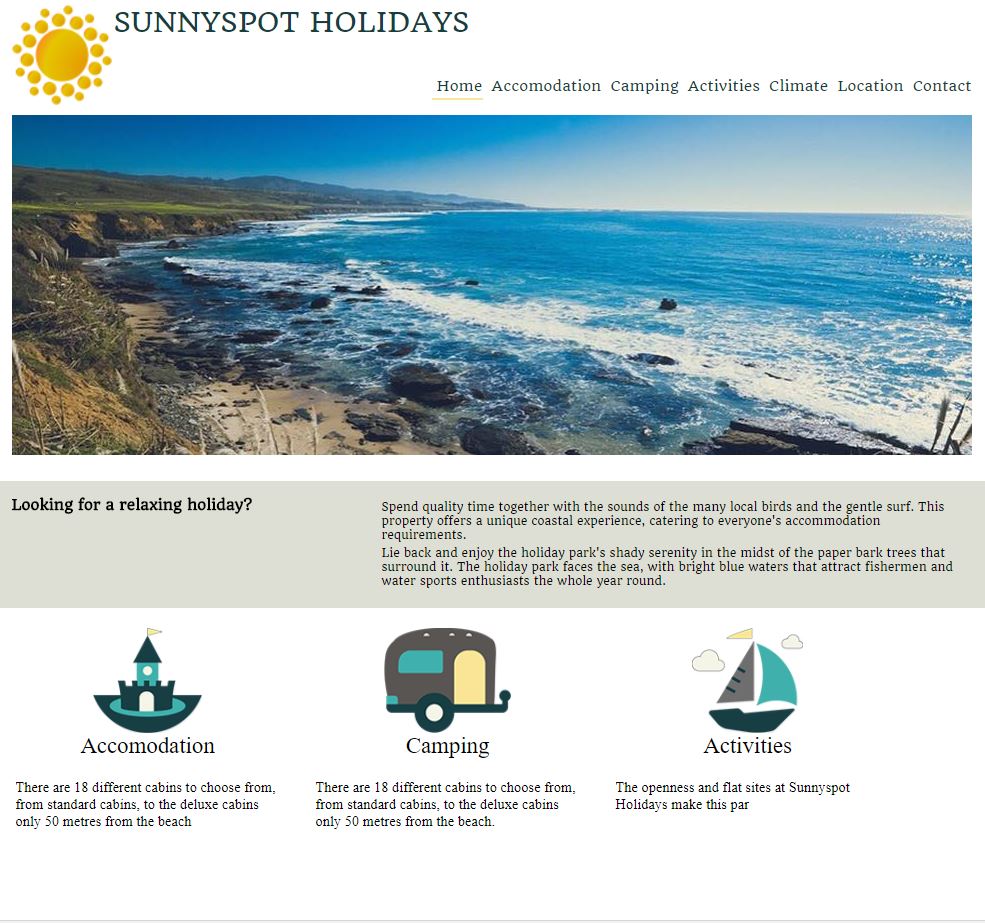 SUNNYSPOT HOLIDAYS
Home Accomodation Camping Activities Climate Location Contact
Looking for a relaxing holiday?
Spend quality time together with the sounds of the many local birds and the gentle surf. This
property offers a unique coastal experience, catering to everyone's accommodation
requirements.
Lie back and enjoy the holiday park's shady serenity in the midst of the paper bark trees that
surround it. The holiday park faces the sea, with bright blue waters that attract fishermen and
water sports enthusiasts the whole year round.
Accomodation
There are 18 different cabins to choose from,
from standard cabins, to the deluxe cabins
only 50 metres from the beach
Camping
There are 18 different cabins to choose from,
from standard cabins, to the deluxe cabins
only 50 metres from the beach.
Activities
The openness and flat sites at Sunnyspot
Holidays make this par